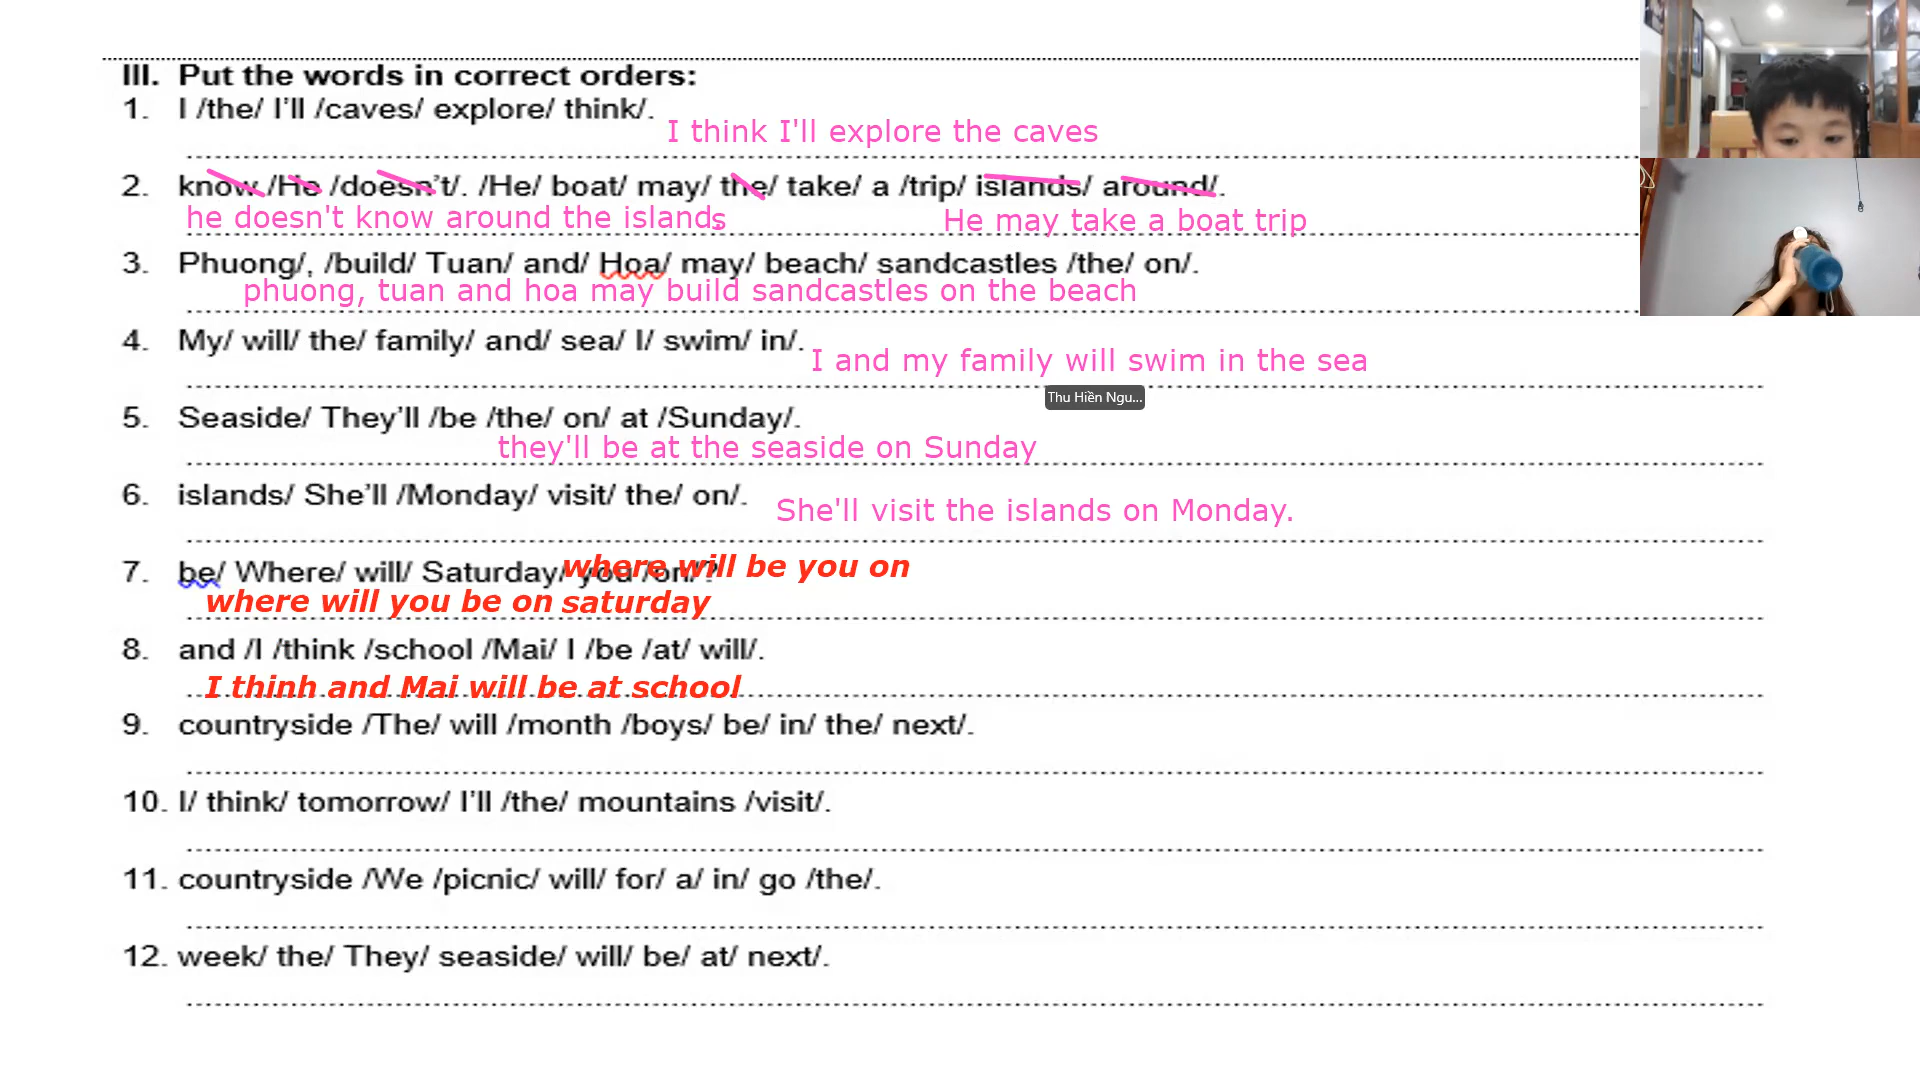 III. Put the words in correct orders:
1. I /the/ I'll /caves/ explore/ think/.
I think I'll explore the caves
2. know /He /doesn't/. /He/ boat/ may/ the/ take/ a /trip/ islands/ around/.
he doesn't know around the islands He may take a boat trip
3. Phuong/, /build/ Tuan/ and/ Hoa/ may/ beach/ sandcastles /the/ on/.
phuong, tuan and hoa may build sandcastles on the beach
4. My/ will/ the/ family/ and/ sea/ I/ swim/ in/.
I and my family will swim in the sea
Thu Hiền Ngu...
5. Seaside/ They'll /be /the/ on/ at /Sunday/.
they'll be at the seaside on Sunday
6. islands/ She'll /Monday/ visit/ the/ on/.
She'll visit the islands on Monday.
7. be/ Where/ will/ Saturday/ you /on/?
where will be you on
where will you be on saturday
8. and /I /think /school /Mai/ I /be /at/ will/.
I thinh and Mai will be at school
9. countryside /The/ will /month /boys/ be/ in/ the/ next/.
10. I/ think/ tomorrow/ I'll /the/ mountains /visit/.
11. countryside /We /picnic/ will/ for/ a/ in/ go /the/.
12. week/ the/ They/ seaside/ will/ be/ at/ next/.